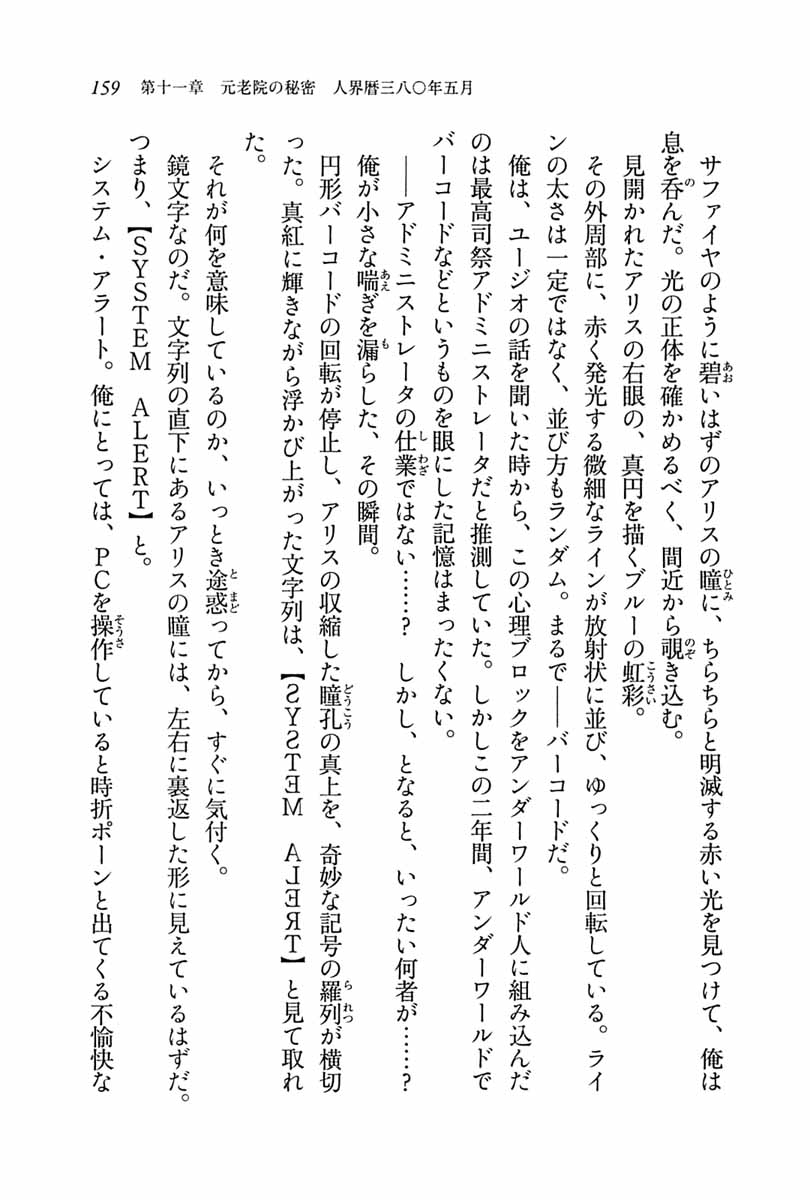 159 第十一章 元老院の秘密 人界暦三八〇年五月
サファイヤのように碧いはずのアリスの瞳に、ちらちらと明滅する赤い光を見つけて、俺は
息を呑んだ。光の正体を確かめるべく、間近から覗き込む。
見開かれたアリスの右眼の、真円を描くブルーの虹彩。
その外周部に、赤く発光する微細なラインが放射状に並び、ゆっくりと回転している。ライ
ンの太さは一定ではなく、並び方もランダム。まるで――バーコードだ。
俺は、ユージオの話を聞いた時から、この心理ブロックをアンダーワールド人に組み込んだ
のは最高司祭アドミニストレータだと推測していた。しかしこの二年間、アンダーワールドで
バーコードなどというものを眼にした記憶はまったくない。
――アドミニストレータの仕業ではない……? しかし、となると、いったい何者が……?
俺が小さな喘ぎを漏らした、その瞬間。
円形バーコードの回転が停止し、アリスの収縮した瞳孔の真上を、奇妙な記号の羅列が横切
った。真紅に輝きながら浮かび上がった文字列は、【SYSTEM ALERT】と見て取れ
た。
それが何を意味しているのか、いっとき途惑ってから、すぐに気付く。
鏡文字なのだ。文字列の直下にあるアリスの瞳には、左右に裏返した形に見えているはずだ。
つまり、【SYSTEM ALERT】と。
システム・アラート。俺にとっては、PCを操作していると時折ポーンと出てくる不愉快な